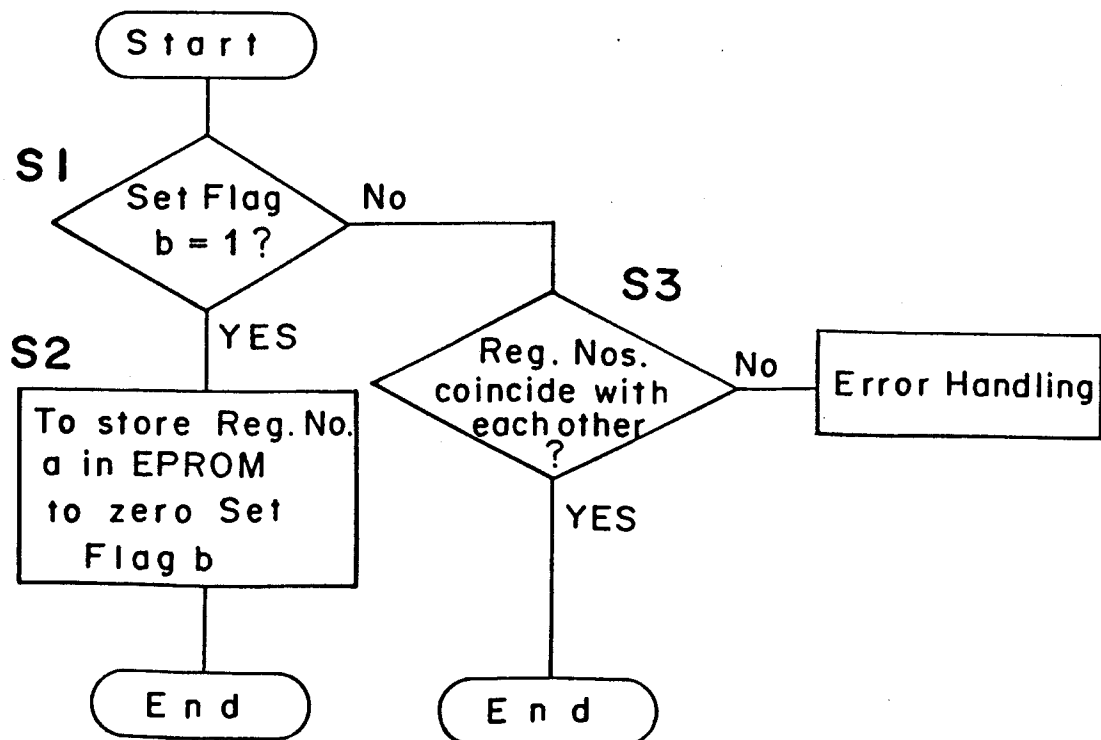 Start
S1
Set Flag
b = 1 ?
No
YES
S2
To store Reg. No.
a in EPROM
to zero Set
Flag b
End
S3
Reg. Nos.
coincide with
each other
?
No
Error Handling
YES
End